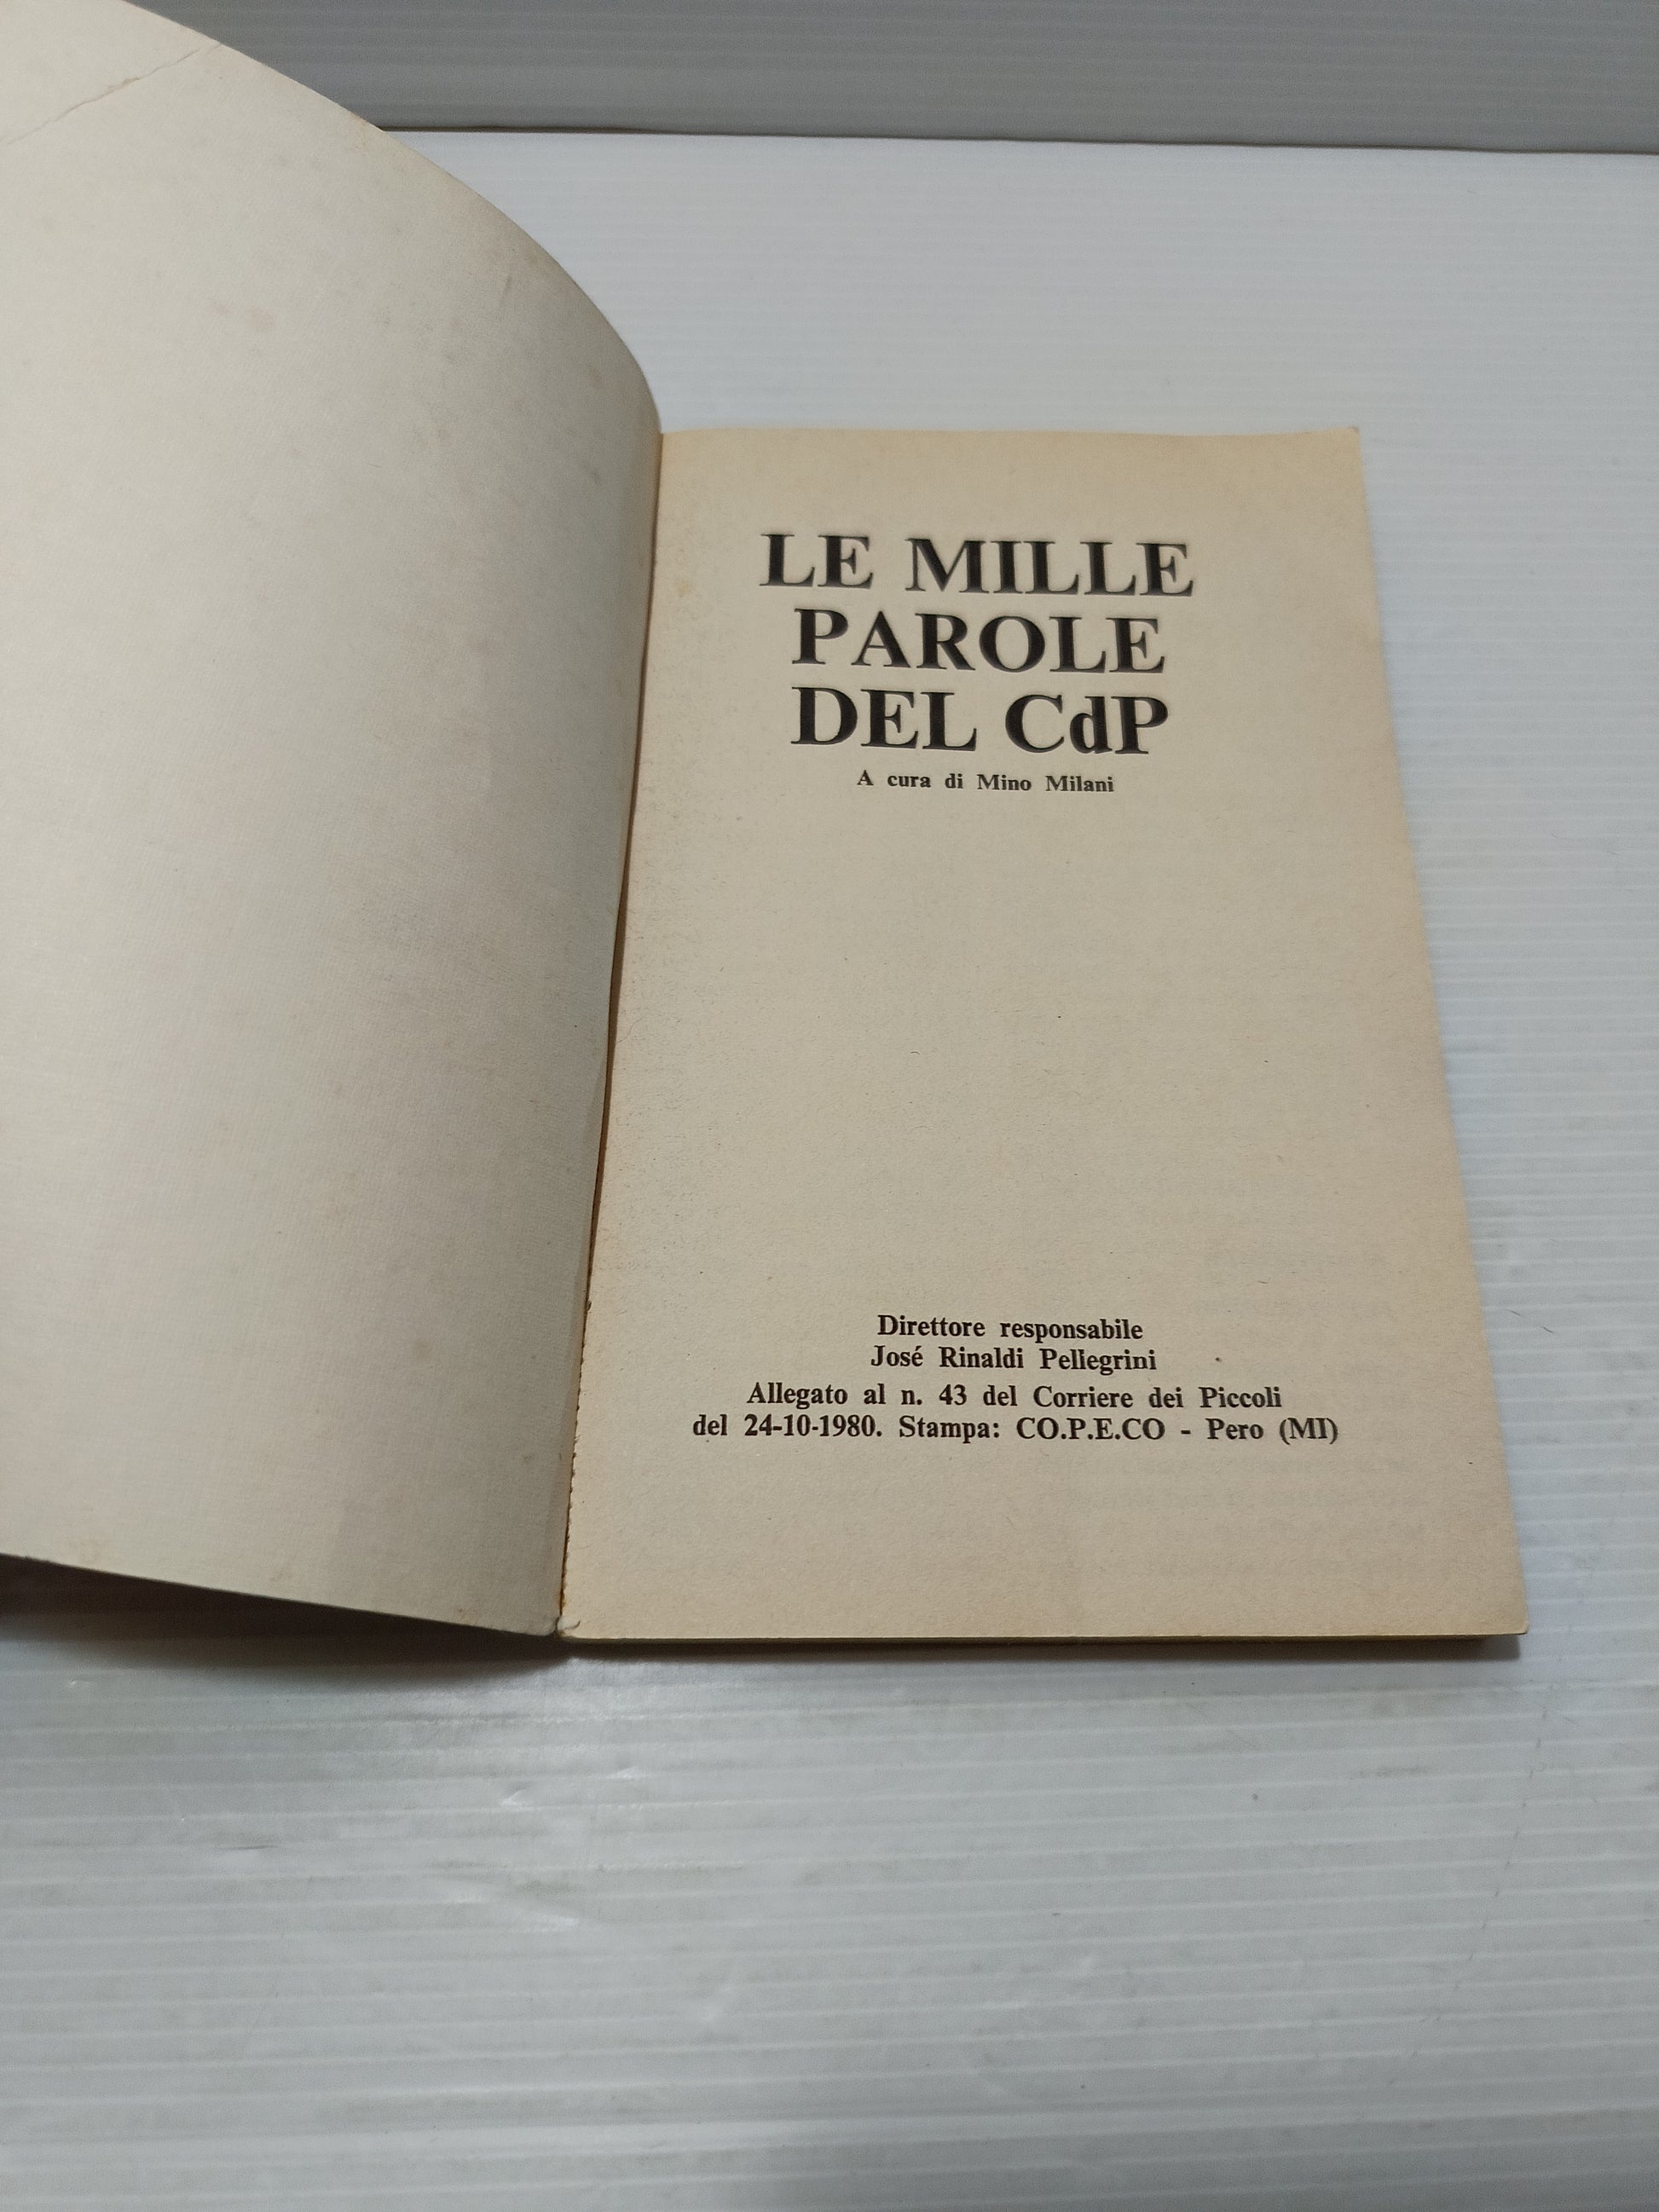 LE MILLE
PAROLE
DEL CdP
A cura di Mino Milani
Direttore responsabile
José Rinaldi Pellegrini
Allegato al n. 43 del Corriere dei Piccoli
del 24-10-1980. Stampa: CO.P.E.CO - Pero (MI)